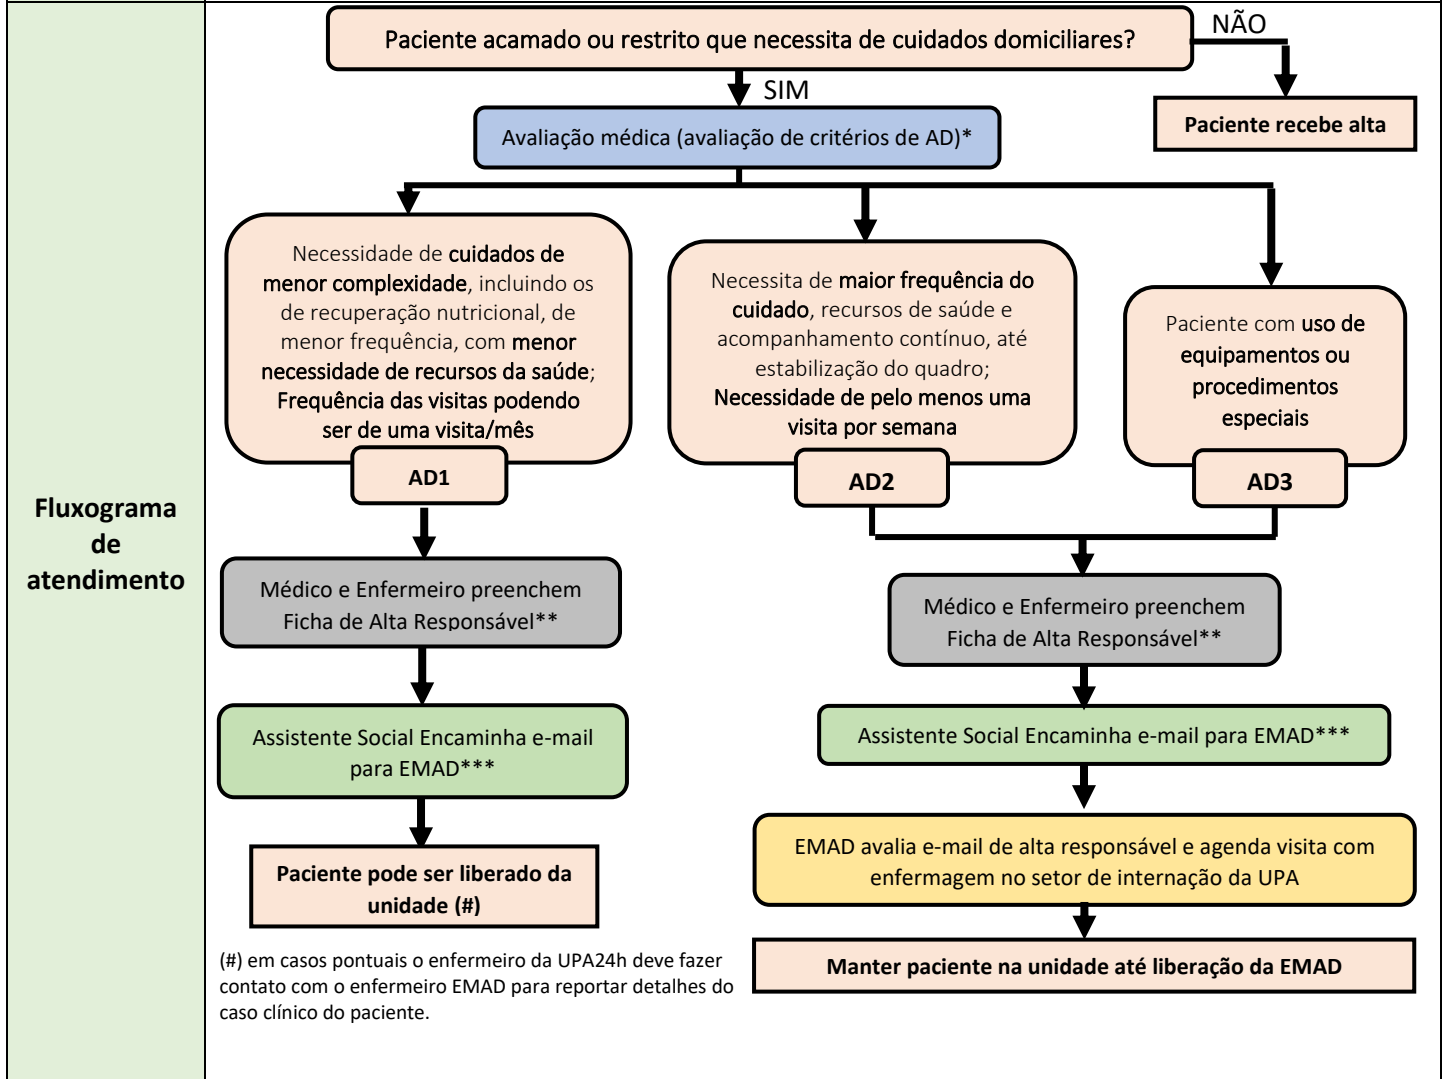 Fluxograma
de
atendimento
Paciente acamado ou restrito que necessita de cuidados domiciliares?
NÃO
SIM
Paciente recebe alta
Avaliação médica (avaliação de critérios de AD)*
Necessidade de cuidados de
menor complexidade, incluindo os
de recuperação nutricional, de
menor frequência, com menor
necessidade de recursos da saúde;
Frequência das visitas podendo
ser de uma visita/mês
AD1
Necessita de maior frequência do
cuidado, recursos de saúde e
acompanhamento contínuo, até
estabilização do quadro;
Necessidade de pelo menos uma
visita por semana
AD2
Paciente com uso de
equipamentos ou
procedimentos
especiais
AD3
Médico e Enfermeiro preenchem
Ficha de Alta Responsável**
Assistente Social Encaminha e-mail
para EMAD***
Paciente pode ser liberado da
unidade (#)
(#) em casos pontuais o enfermeiro da UPA24h deve fazer
contato com o enfermeiro EMAD para reportar detalhes do
caso clínico do paciente.
Médico e Enfermeiro preenchem
Ficha de Alta Responsável**
Assistente Social Encaminha e-mail para EMAD***
EMAD avalia e-mail de alta responsável e agenda visita com
enfermagem no setor de internação da UPA
Manter paciente na unidade até liberação da EMAD